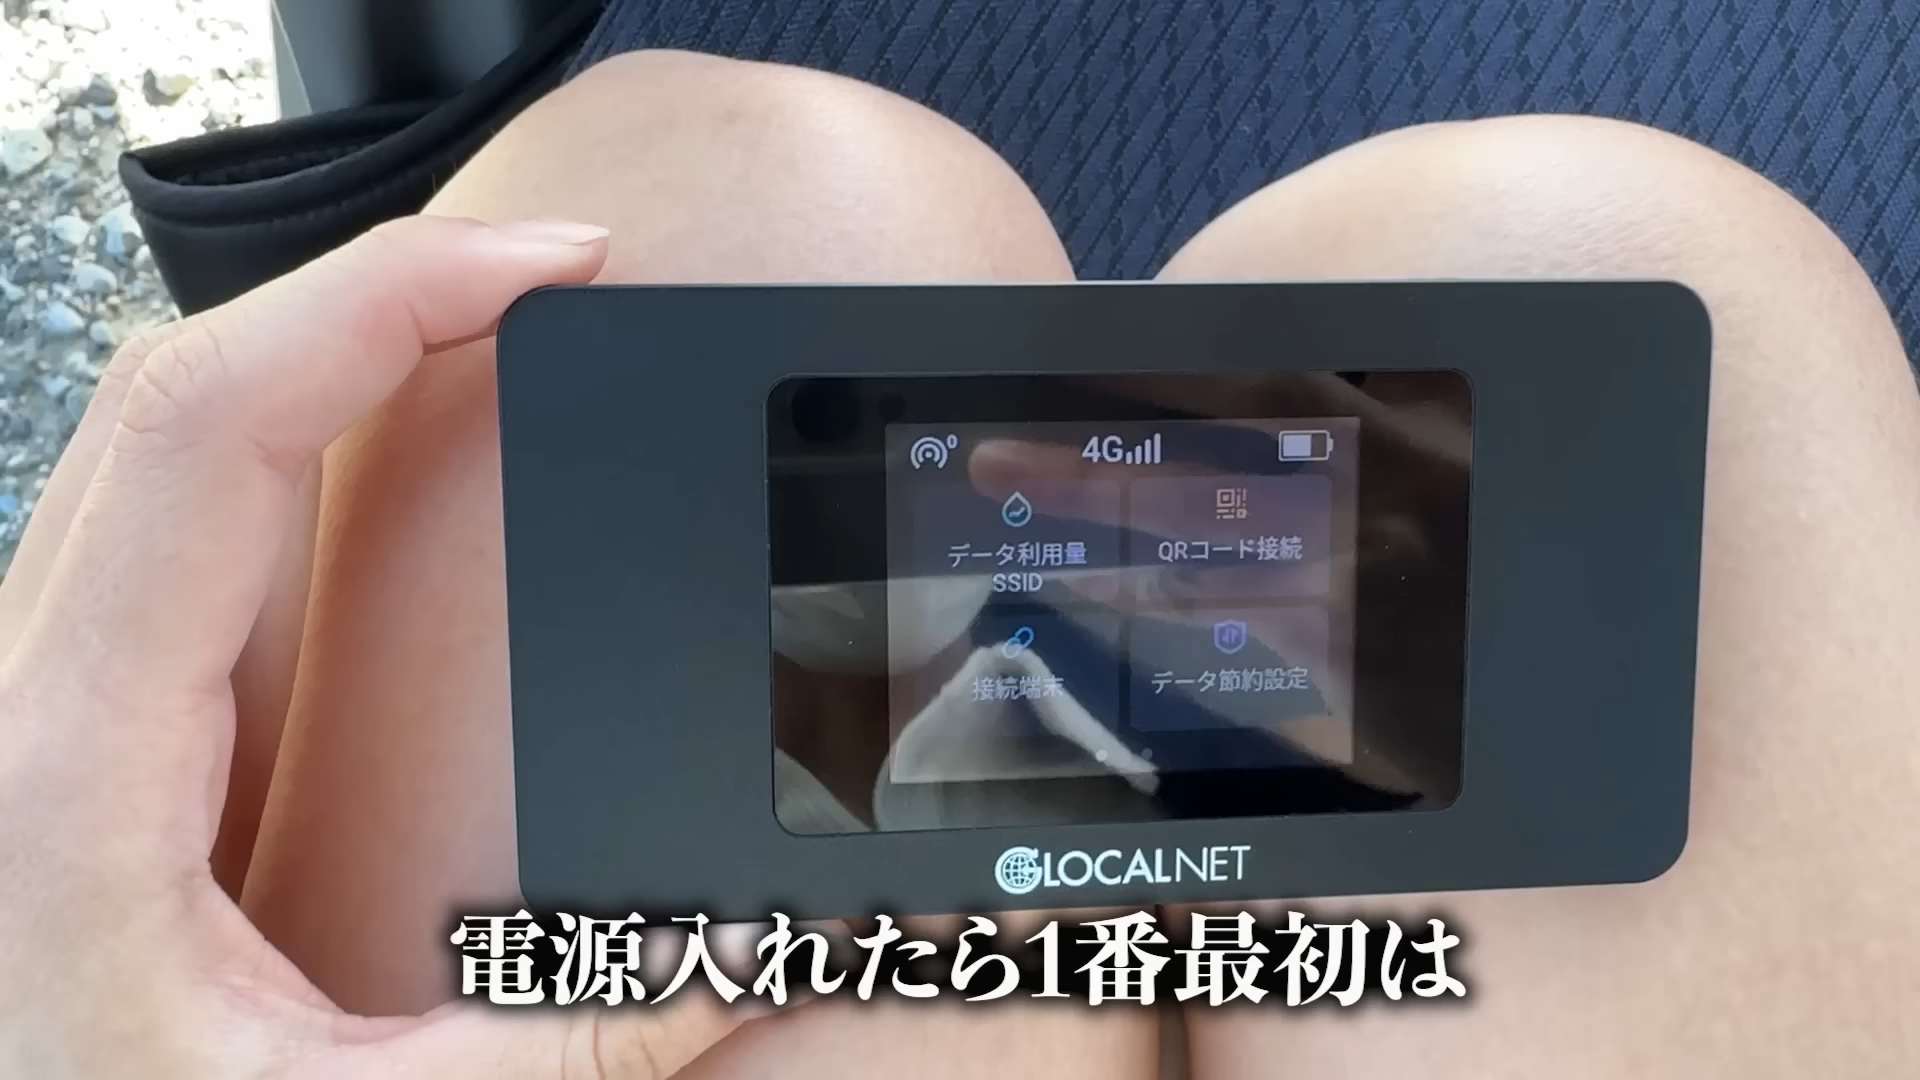 0
4G
データ利用量
SSID
QRコード接続
接続端末
データ節約設定
GLOCALNET
電源入れたら1番最初は